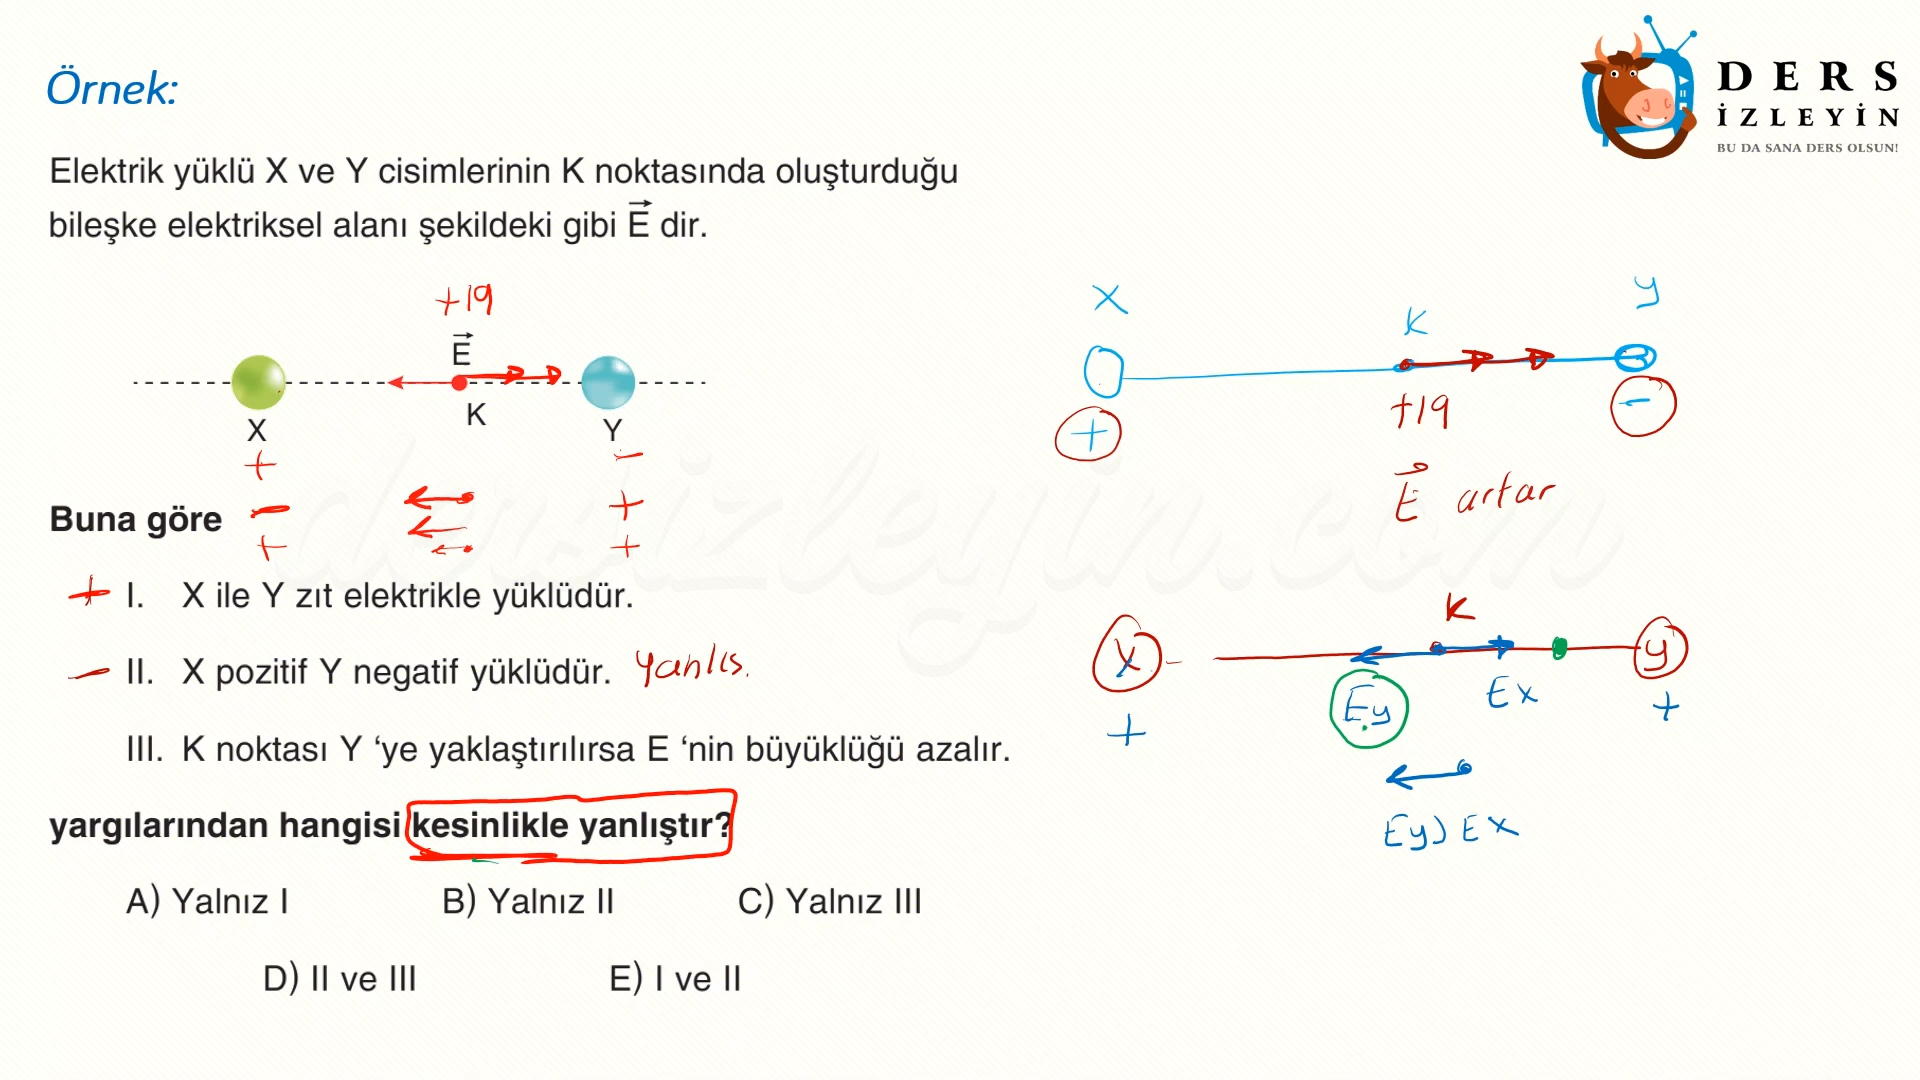 Örnek:
DERS
İZLEYİN
BU DA SANA DERS OLSUN!
Elektrik yüklü X ve Y cisimlerinin K noktasında oluşturduğu
bileşke elektriksel alanı şekildeki gibi E dir.
+19
E
K
X
Y
+ -
- +
+ +
Buna göre
+ I. X ile Y zıt elektrikle yüklüdür.
- II. X pozitif Y negatif yüklüdür. Yanlıs.
III. K noktası Y 'ye yaklaştırılırsa E 'nin büyüklüğü azalır.
yargılarından hangisi kesinlikle yanlıştır?
A) Yalnız I B) Yalnız II C) Yalnız III
D) II ve III E) I ve II
X K y
+ +19 -
E artar
K
X - y
+ Ey Ex +
Ey > Ex
dersizleyin.com